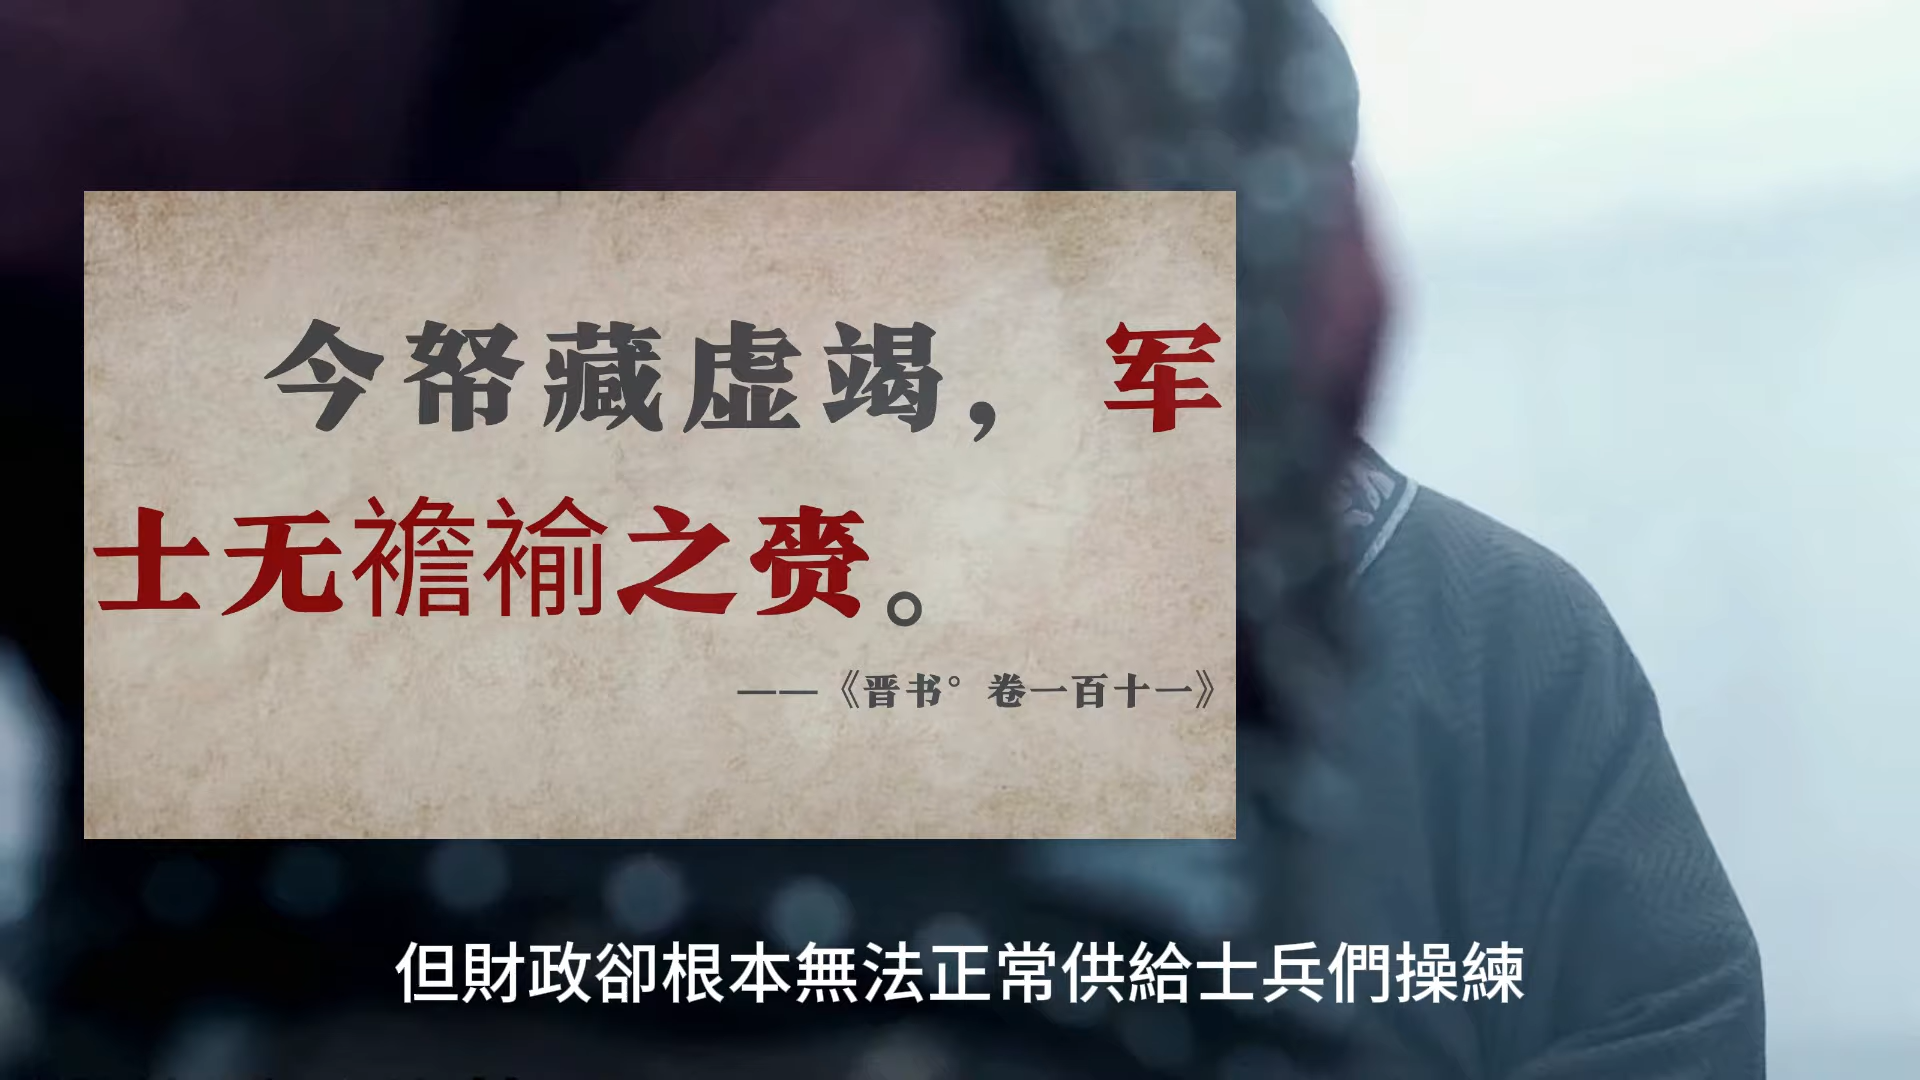 今帑藏虚竭，军
士无襜褕之赍。
——《晋书°卷一百十一》
但財政卻根本無法正常供給士兵們操練